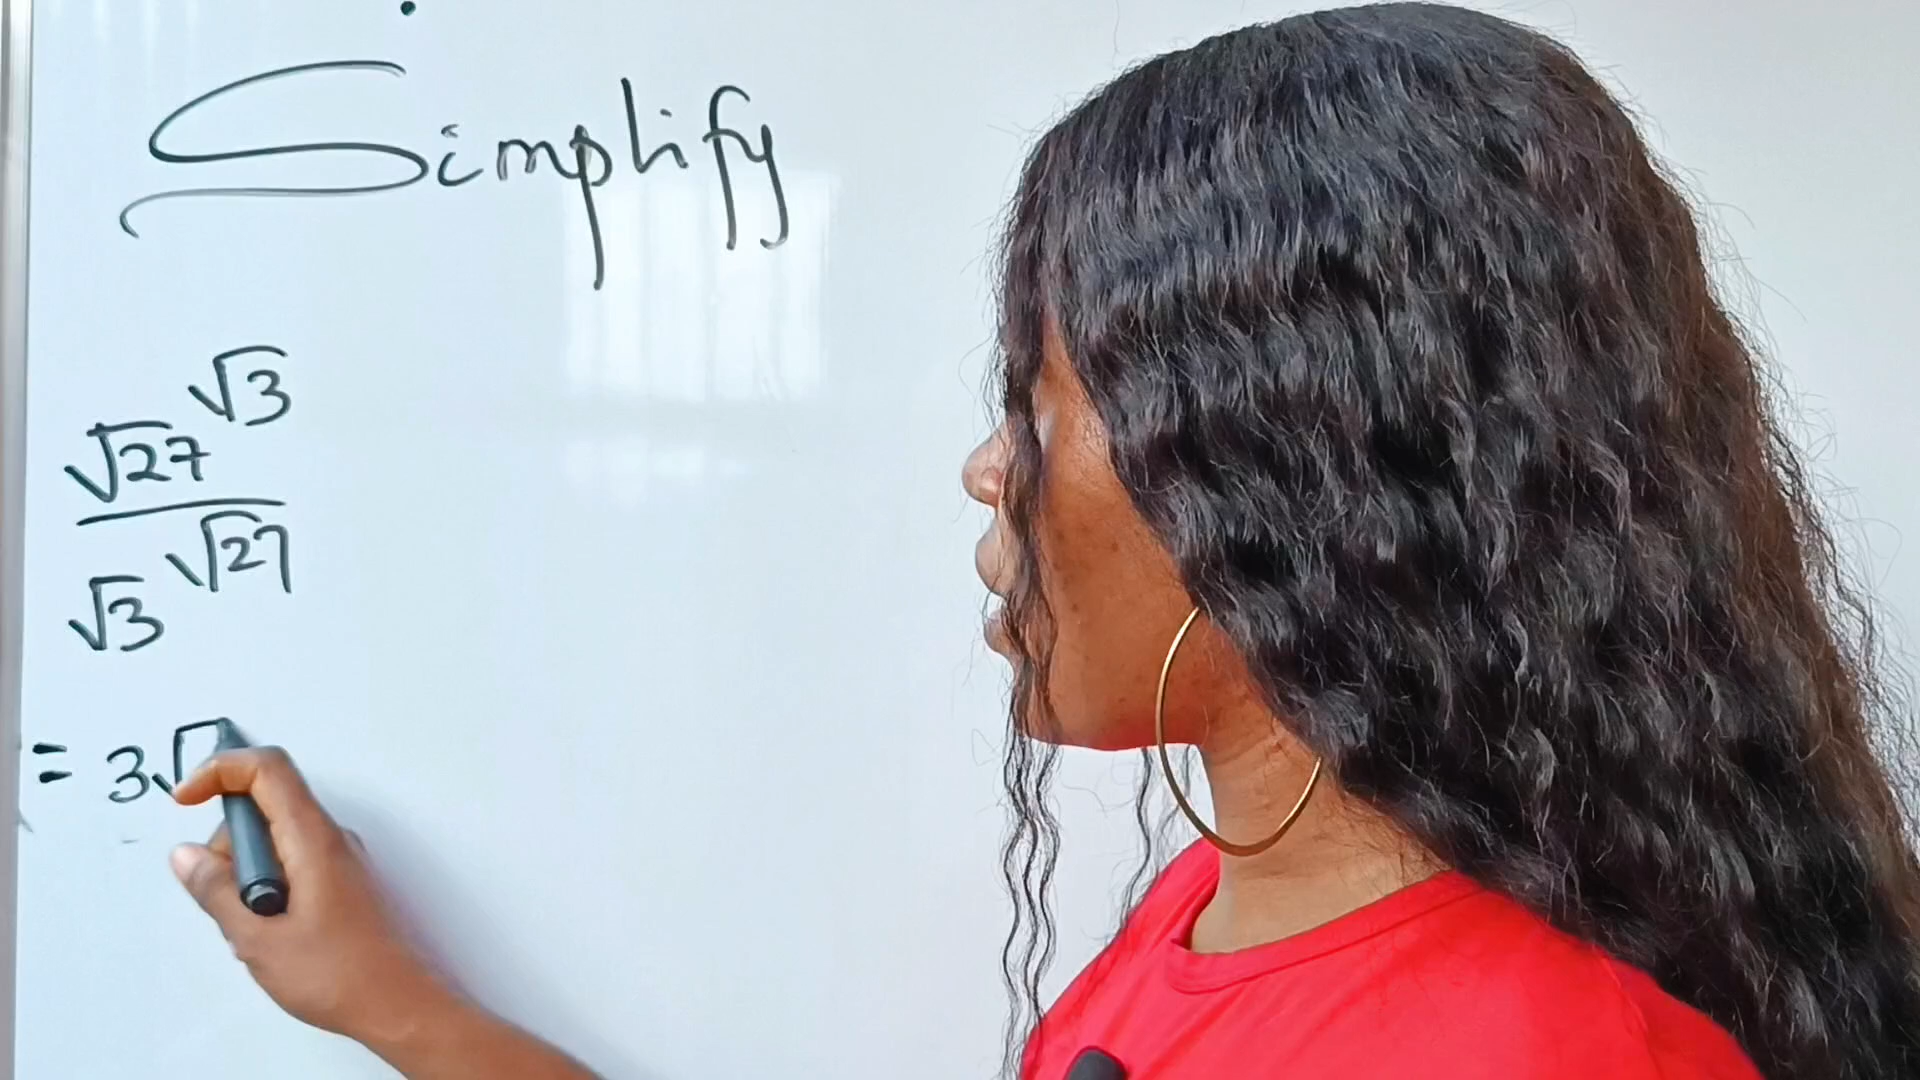 Simplify
√27^√3
/
√3^√27
= 3√